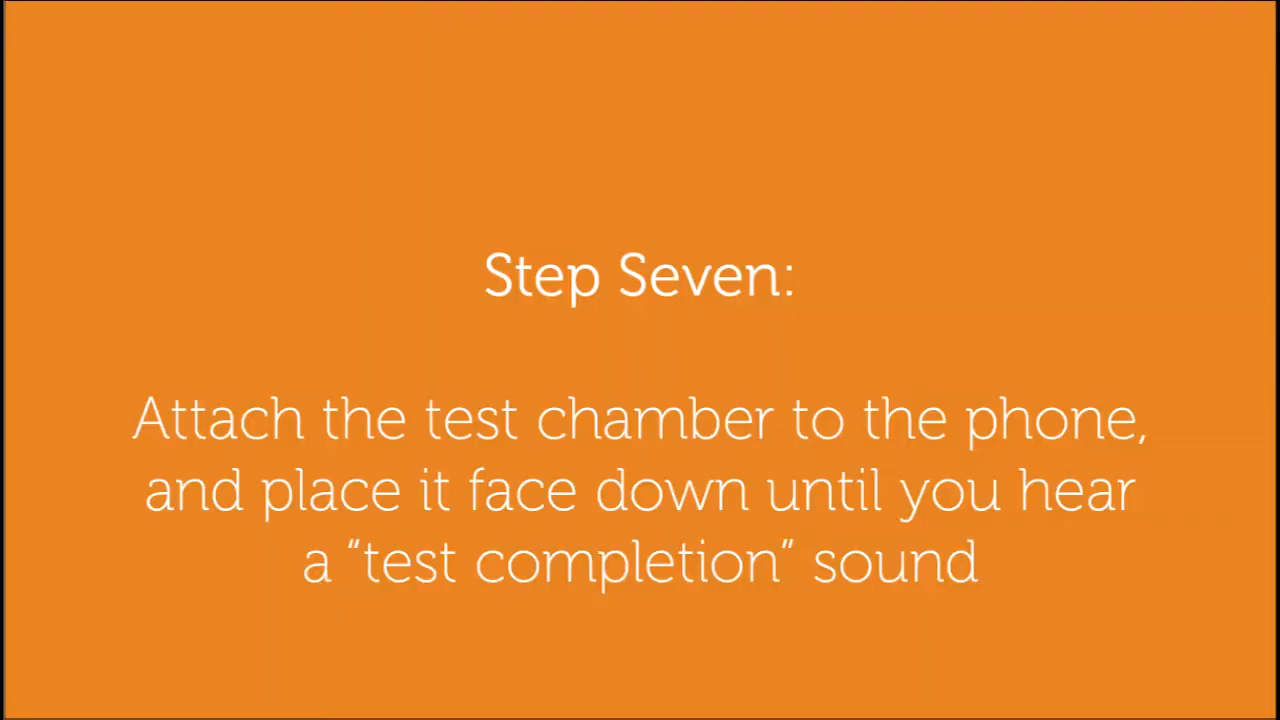 Step Seven:
Attach the test chamber to the phone,
and place it face down until you hear
a “test completion” sound